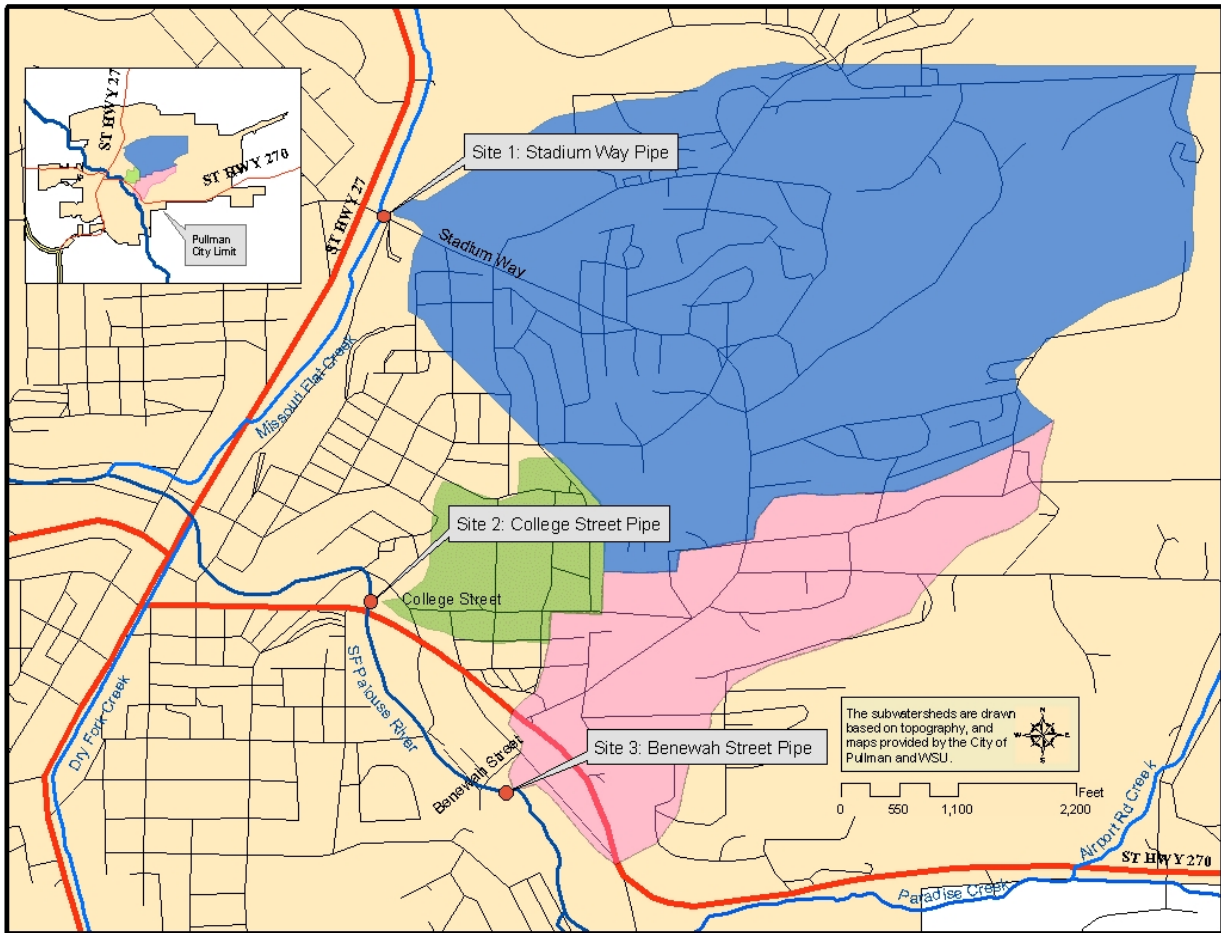 ST HWY 27
ST HWY 270
Pullman
City Limit
ST HWY 27
Site 1: Stadium Way Pipe
Stadium Way
Missouri Flat Creek
Site 2: College Street Pipe
College Street
SF Palouse River
Dry Fork Creek
Site 3: Benewah Street Pipe
Benewah Street
The subwatersheds are drawn
based on topography, and
maps provided by the City of
Pullman and WSU.
N
W E
S
Feet
0 550 1,100 2,200
Airport Rd Creek
ST HWY 270
Paradise Creek